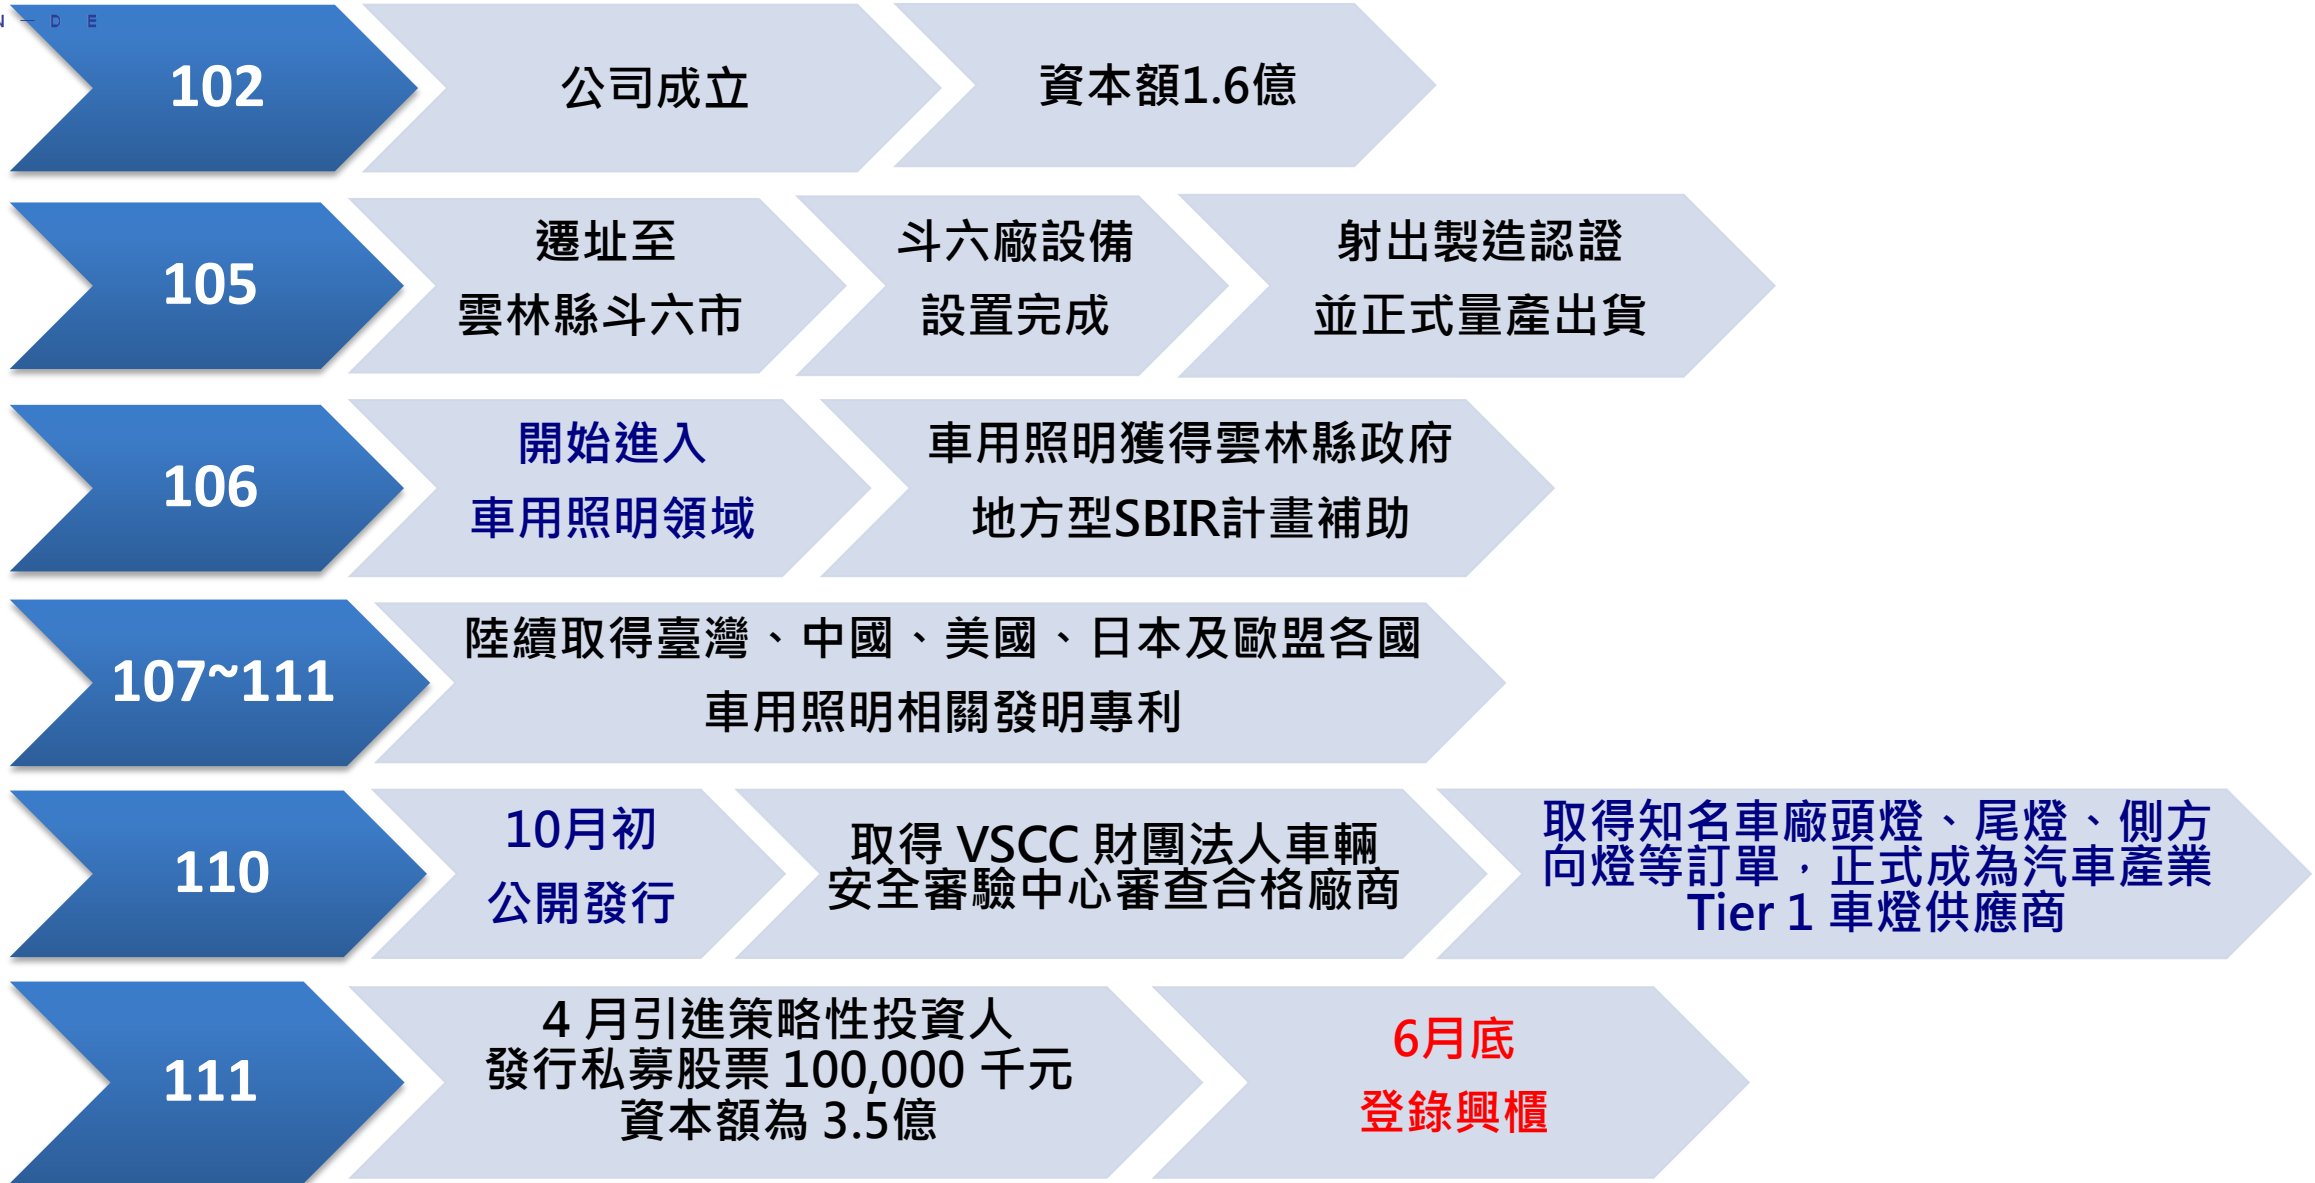 N — D E
102
公司成立
資本額1.6億
105
遷址至
雲林縣斗六市
斗六廠設備
設置完成
射出製造認證
並正式量產出貨
106
開始進入
車用照明領域
車用照明獲得雲林縣政府
地方型SBIR計畫補助
107~111
陸續取得臺灣、中國、美國、日本及歐盟各國
車用照明相關發明專利
110
10月初
公開發行
取得 VSCC 財團法人車輛
安全審驗中心審查合格廠商
取得知名車廠頭燈、尾燈、側方
向燈等訂單，正式成為汽車產業
Tier 1 車燈供應商
111
4 月引進策略性投資人
發行私募股票 100,000 千元
資本額為 3.5億
6月底
登錄興櫃